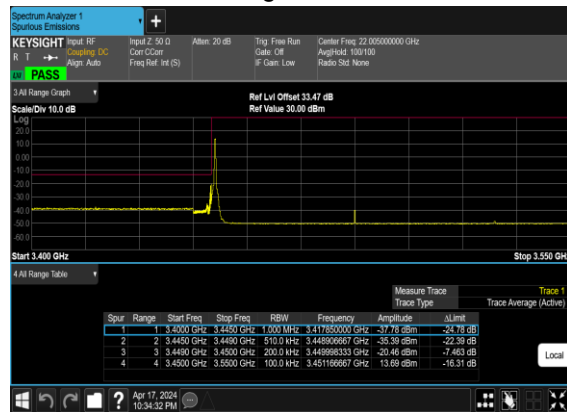 Spectrum Analyzer 1
Spurious Emissions
+
KEYSIGHT Input: RF Input Z: 50 Ω Atten: 20 dB Trig: Free Run Center Freq: 22.005000000 GHz
R T Coupling: DC Corr CCorr Gate: Off Avg|Hold: 100/100
Align: Auto Freq Ref: Int (S) IF Gain: Low Radio Std: None
PASS
3 All Range Graph
Ref Lvl Offset 33.47 dB
Scale/Div 10.0 dB Ref Value 30.00 dBm
Log
20.0
10.0
0.00
-10.0
-20.0
-30.0
-40.0
-50.0
-60.0
Start 3.400 GHz Stop 3.550 GH
4 All Range Table
Measure Trace Trace 1
Trace Type Trace Average (Active)
Spur Range Start Freq Stop Freq RBW Frequency Amplitude ΔLimit
1 1 3.4000 GHz 3.4450 GHz 1.000 MHz 3.417850000 GHz -37.78 dBm -24.78 dB
2 2 3.4450 GHz 3.4490 GHz 510.0 kHz 3.448906667 GHz -35.39 dBm -22.39 dB
3 3 3.4490 GHz 3.4500 GHz 200.0 kHz 3.449998333 GHz -20.46 dBm -7.463 dB
4 4 3.4500 GHz 3.5500 GHz 100.0 kHz 3.451166667 GHz 13.69 dBm -16.31 dB
Local
? Apr 17, 2024
10:34:32 PM